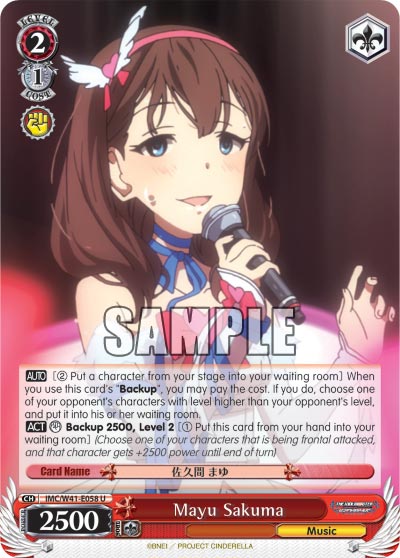 LEVEL
2
1
COST
SAMPLE
AUTO [② Put a character from your stage into your waiting room] When
you use this card's "Backup", you may pay the cost. If you do, choose one
of your opponent's characters with level higher than your opponent's level,
and put it into his or her waiting room.
ACT Backup 2500, Level 2 [① Put this card from your hand into your
waiting room] (Choose one of your characters that is being frontal attacked,
and that character gets +2500 power until end of turn)
Card Name 佐久間 まゆ
CH IMC/W41-E058 U
2500
Mayu Sakuma
Music
©BNEI / PROJECT CINDERELLA